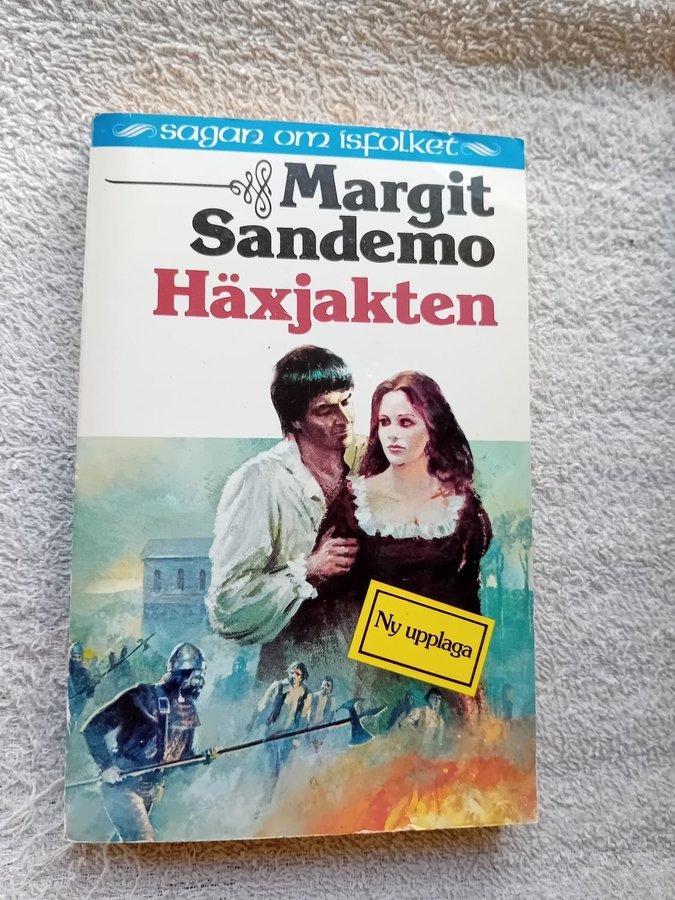 sagan om isfolket
Margit
Sandemo
Häxjakten
Ny upplaga